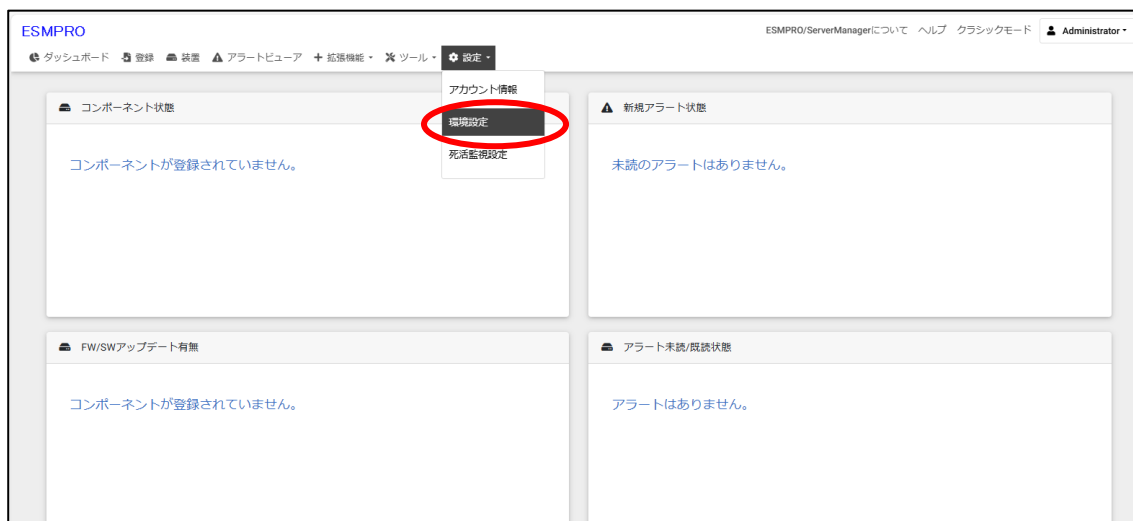 ESMPRO
ESMPRO/ServerManagerについて ヘルプ クラシックモード Administrator
ダッシュボード 登録 装置 アラートビューア 拡張機能 ツール 設定
アカウント情報
環境設定
死活監視設定
コンポーネント状態
コンポーネントが登録されていません。
新規アラート状態
未読のアラートはありません。
FW/SWアップデート有無
コンポーネントが登録されていません。
アラート未読/既読状態
アラートはありません。